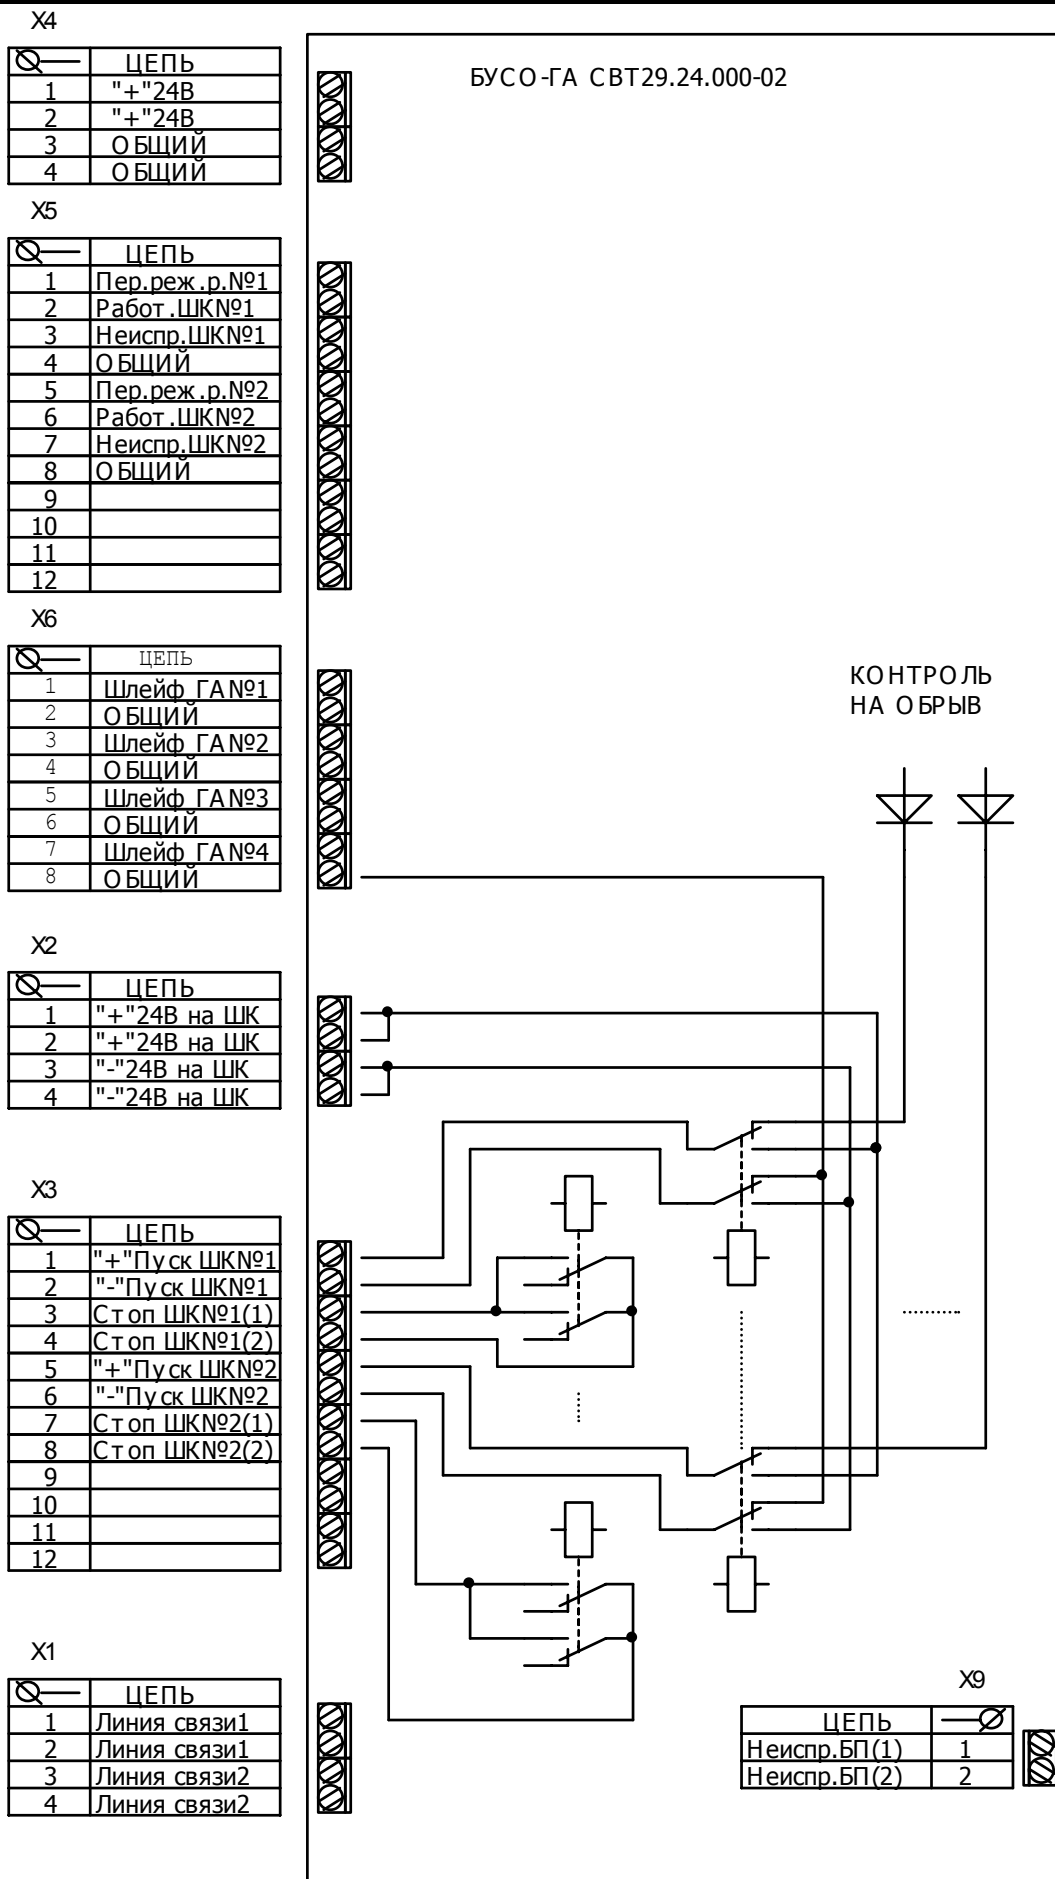 X4
ЦЕПЬ
1 "+"24В
2 "+"24В
3 ОБЩИЙ
4 ОБЩИЙ
БУСО-ГА СВТ29.24.000-02
X5
ЦЕПЬ
1 Пер.реж.р.№1
2 Работ.ШК№1
3 Неиспр.ШК№1
4 ОБЩИЙ
5 Пер.реж.р.№2
6 Работ.ШК№2
7 Неиспр.ШК№2
8 ОБЩИЙ
9
10
11
12
X6
ЦЕПЬ
1 Шлейф ГА№1
2 ОБЩИЙ
3 Шлейф ГА№2
4 ОБЩИЙ
5 Шлейф ГА№3
6 ОБЩИЙ
7 Шлейф ГА№4
8 ОБЩИЙ
КОНТРОЛЬ
НА ОБРЫВ
X2
ЦЕПЬ
1 "+"24В на ШК
2 "+"24В на ШК
3 "-"24В на ШК
4 "-"24В на ШК
X3
ЦЕПЬ
1 "+"Пуск ШК№1
2 "-"Пуск ШК№1
3 Стоп ШК№1(1)
4 Стоп ШК№1(2)
5 "+"Пуск ШК№2
6 "-"Пуск ШК№2
7 Стоп ШК№2(1)
8 Стоп ШК№2(2)
9
10
11
12
X1
ЦЕПЬ
1 Линия связи1
2 Линия связи1
3 Линия связи2
4 Линия связи2
X9
ЦЕПЬ
Неиспр.БП(1) 1
Неиспр.БП(2) 2